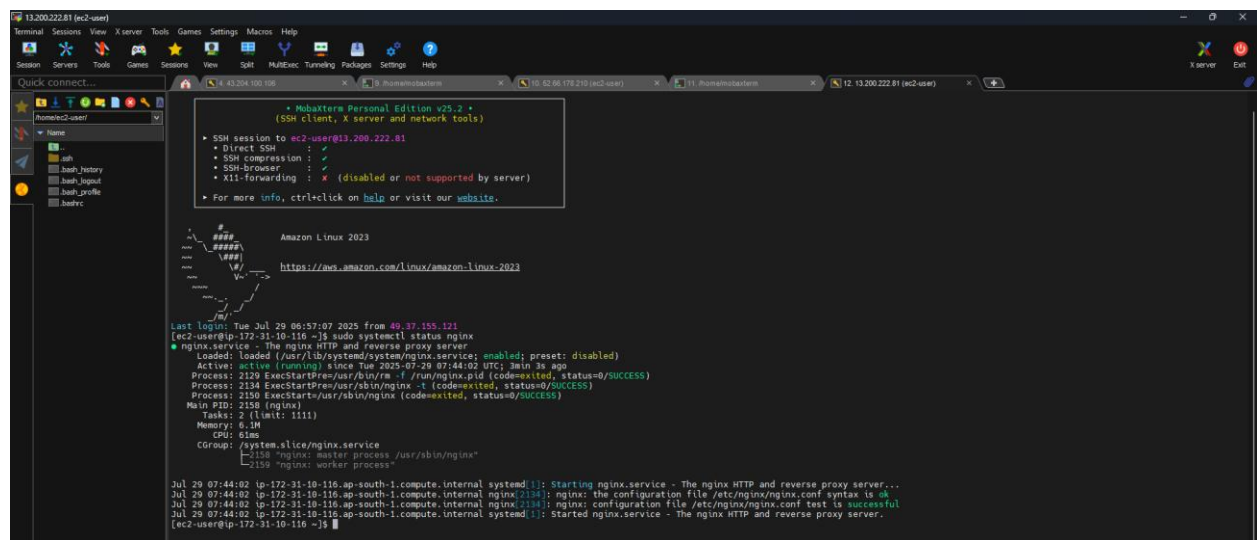 13.200.222.81 (ec2-user)
Terminal Sessions View X server Tools Games Settings Macros Help
Session Servers Tools Games Sessions View Split MultiExec Tunneling Packages Settings Help X server Exit
Quick connect...
4. 43.204.100.108
9. /home/mobaxterm
10. 52.66.178.210 (ec2-user)
11. /home/mobaxterm
12. 13.200.222.81 (ec2-user)
/home/ec2-user/
Name
..
.ssh
.bash_history
.bash_logout
.bash_profile
.bashrc
• MobaXterm Personal Edition v25.2 •
(SSH client, X server and network tools)
► SSH session to ec2-user@13.200.222.81
• Direct SSH : ✓
• SSH compression : ✓
• SSH-browser : ✓
• X11-forwarding : ✗ (disabled or not supported by server)
► For more info, ctrl+click on help or visit our website.
, #_
~\_ ####_ Amazon Linux 2023
~~ \_#####\
~~ \###|
~~ \#/ ___ https://aws.amazon.com/linux/amazon-linux-2023
~~ V~' '->
~~~ /
~~._. _/
_/ _/
_/m/'
Last login: Tue Jul 29 06:57:07 2025 from 49.37.155.121
[ec2-user@ip-172-31-10-116 ~]$ sudo systemctl status nginx
● nginx.service - The nginx HTTP and reverse proxy server
Loaded: loaded (/usr/lib/systemd/system/nginx.service; enabled; preset: disabled)
Active: active (running) since Tue 2025-07-29 07:44:02 UTC; 3min 3s ago
Process: 2129 ExecStartPre=/usr/bin/rm -f /run/nginx.pid (code=exited, status=0/SUCCESS)
Process: 2134 ExecStartPre=/usr/sbin/nginx -t (code=exited, status=0/SUCCESS)
Process: 2150 ExecStart=/usr/sbin/nginx (code=exited, status=0/SUCCESS)
Main PID: 2158 (nginx)
Tasks: 2 (limit: 1111)
Memory: 6.1M
CPU: 61ms
CGroup: /system.slice/nginx.service
├─2158 "nginx: master process /usr/sbin/nginx"
└─2159 "nginx: worker process"
Jul 29 07:44:02 ip-172-31-10-116.ap-south-1.compute.internal systemd[1]: Starting nginx.service - The nginx HTTP and reverse proxy server...
Jul 29 07:44:02 ip-172-31-10-116.ap-south-1.compute.internal nginx[2134]: nginx: the configuration file /etc/nginx/nginx.conf syntax is ok
Jul 29 07:44:02 ip-172-31-10-116.ap-south-1.compute.internal nginx[2134]: nginx: configuration file /etc/nginx/nginx.conf test is successful
Jul 29 07:44:02 ip-172-31-10-116.ap-south-1.compute.internal systemd[1]: Started nginx.service - The nginx HTTP and reverse proxy server.
[ec2-user@ip-172-31-10-116 ~]$